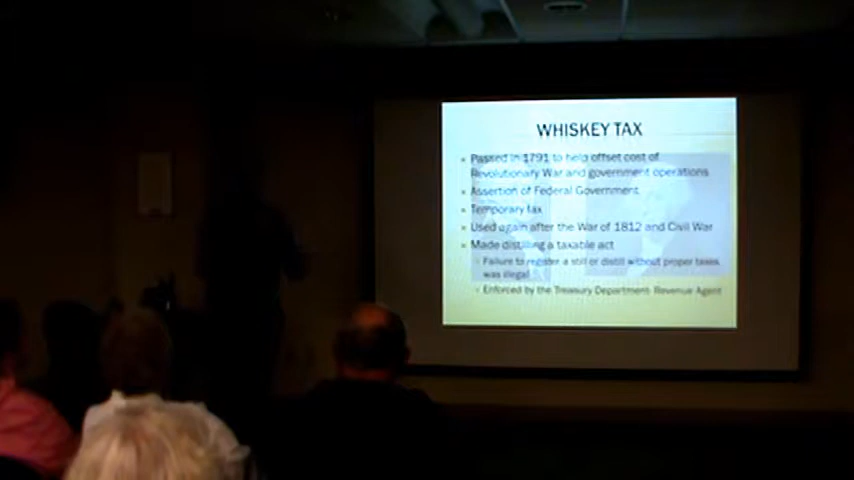 WHISKEY TAX
Passed in 1791 to help offset cost of
Revolutionary War and government operations
Assertion of Federal Government
Temporary tax
Used again after the War of 1812 and Civil War
Made distilling a taxable act
Failure to register a still or distill without proper taxes
was illegal
Enforced by the Treasury Department Revenue Agent